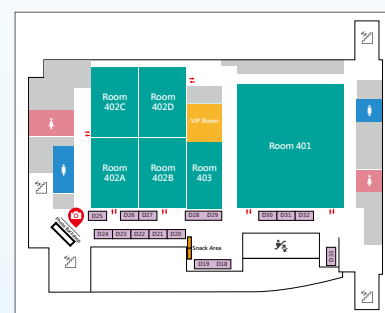 Room
402C
Room
402D
VIP Room
Room 401
Room
402A
Room
402B
Room
403
D25
D26
D27
D28
D29
D30
D31
D32
D24
D23
D22
D21
D20
Snack Area
D19
D18
D33